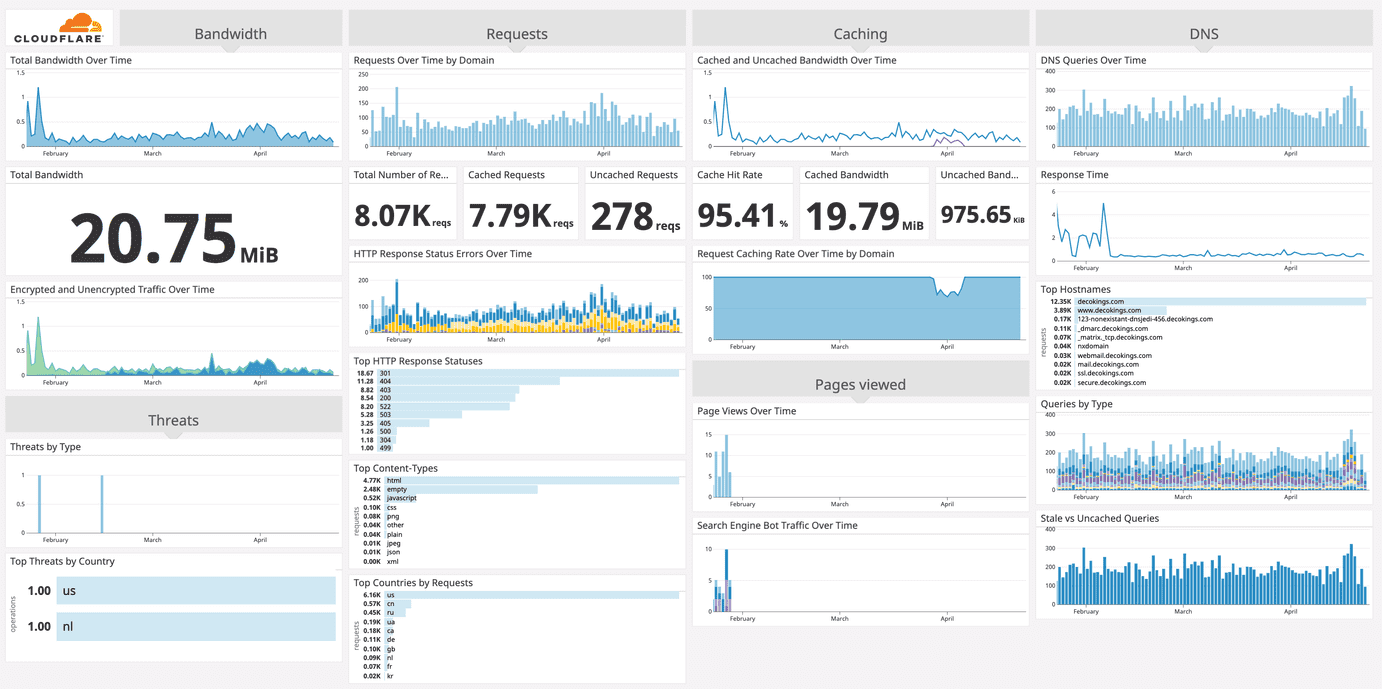 CLOUDFLARE
Bandwidth
Total Bandwidth Over Time
1.5
1
0.5
0
February March April
Total Bandwidth
20.75 MiB
Encrypted and Unencrypted Traffic Over Time
1.5
1
0.5
0
February March April
Threats
Threats by Type
1
0.5
0
February March April
Top Threats by Country
operations
1.00 us
1.00 nl
Requests
Requests Over Time by Domain
250
200
150
100
50
0
February March April
Total Number of Re...
8.07K reqs
Cached Requests
7.79K reqs
Uncached Requests
278 reqs
HTTP Response Status Errors Over Time
200
100
0
February March April
Top HTTP Response Statuses
18.67 301
11.28 404
8.82 403
8.54 200
8.20 522
5.28 503
3.25 405
1.26 500
1.18 304
1.00 499
Top Content-Types
requests
4.77K html
2.48K empty
0.52K javascript
0.10K css
0.08K png
0.04K other
0.04K plain
0.01K jpeg
0.01K json
0.00K xml
Top Countries by Requests
requests
6.16K us
0.57K cn
0.45K ru
0.19K ua
0.18K ca
0.11K de
0.10K gb
0.09K nl
0.07K fr
0.02K kr
Caching
Cached and Uncached Bandwidth Over Time
1.5
1
0.5
0
February March April
Cache Hit Rate
95.41 %
Cached Bandwidth
19.79 MiB
Uncached Band...
975.65 KiB
Request Caching Rate Over Time by Domain
100
50
0
February March April
Pages viewed
Page Views Over Time
15
10
5
0
February March April
Search Engine Bot Traffic Over Time
10
5
0
February March April
DNS
DNS Queries Over Time
400
300
200
100
0
February March April
Response Time
6
4
2
0
February March April
Top Hostnames
requests
12.35K decokings.com
3.89K www.decokings.com
0.17K 123-nonexistant-dnsjedi-456.decokings.com
0.11K _dmarc.decokings.com
0.07K _matrix._tcp.decokings.com
0.04K nxdomain
0.03K webmail.decokings.com
0.02K mail.decokings.com
0.02K ssl.decokings.com
0.02K secure.decokings.com
Queries by Type
400
300
200
100
0
February March April
Stale vs Uncached Queries
400
300
200
100
0
February March April